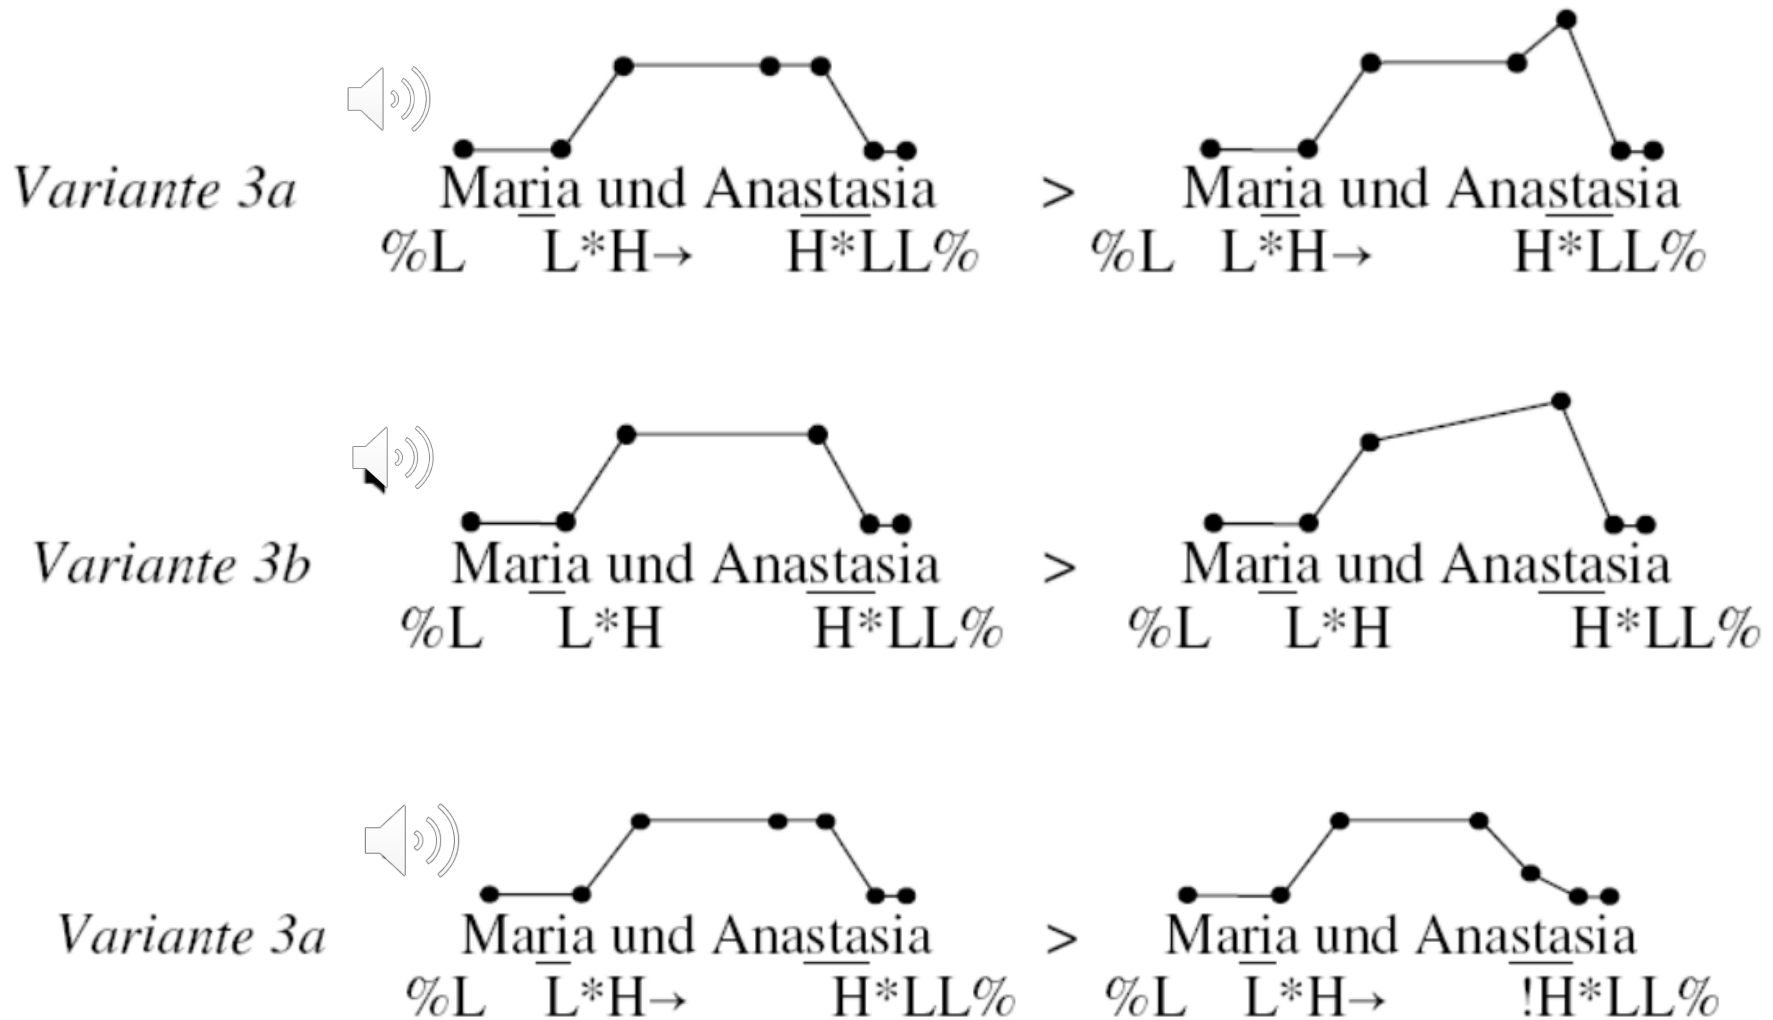 Variante 3a Maria und Anastasia > Maria und Anastasia
%L L*H→ H*LL% %L L*H→ H*LL%
Variante 3b Maria und Anastasia > Maria und Anastasia
%L L*H H*LL% %L L*H H*LL%
Variante 3a Maria und Anastasia > Maria und Anastasia
%L L*H→ H*LL% %L L*H→ !H*LL%